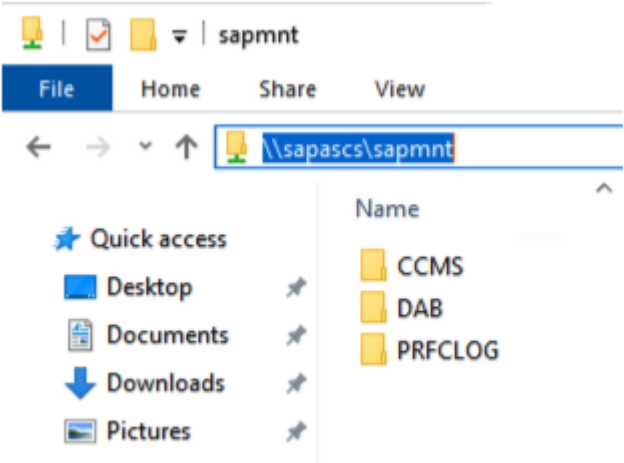 sapmnt
File Home Share View
\\sapascs\sapmnt
Name
Quick access
CCMS
Desktop
DAB
Documents
PRFCLOG
Downloads
Pictures